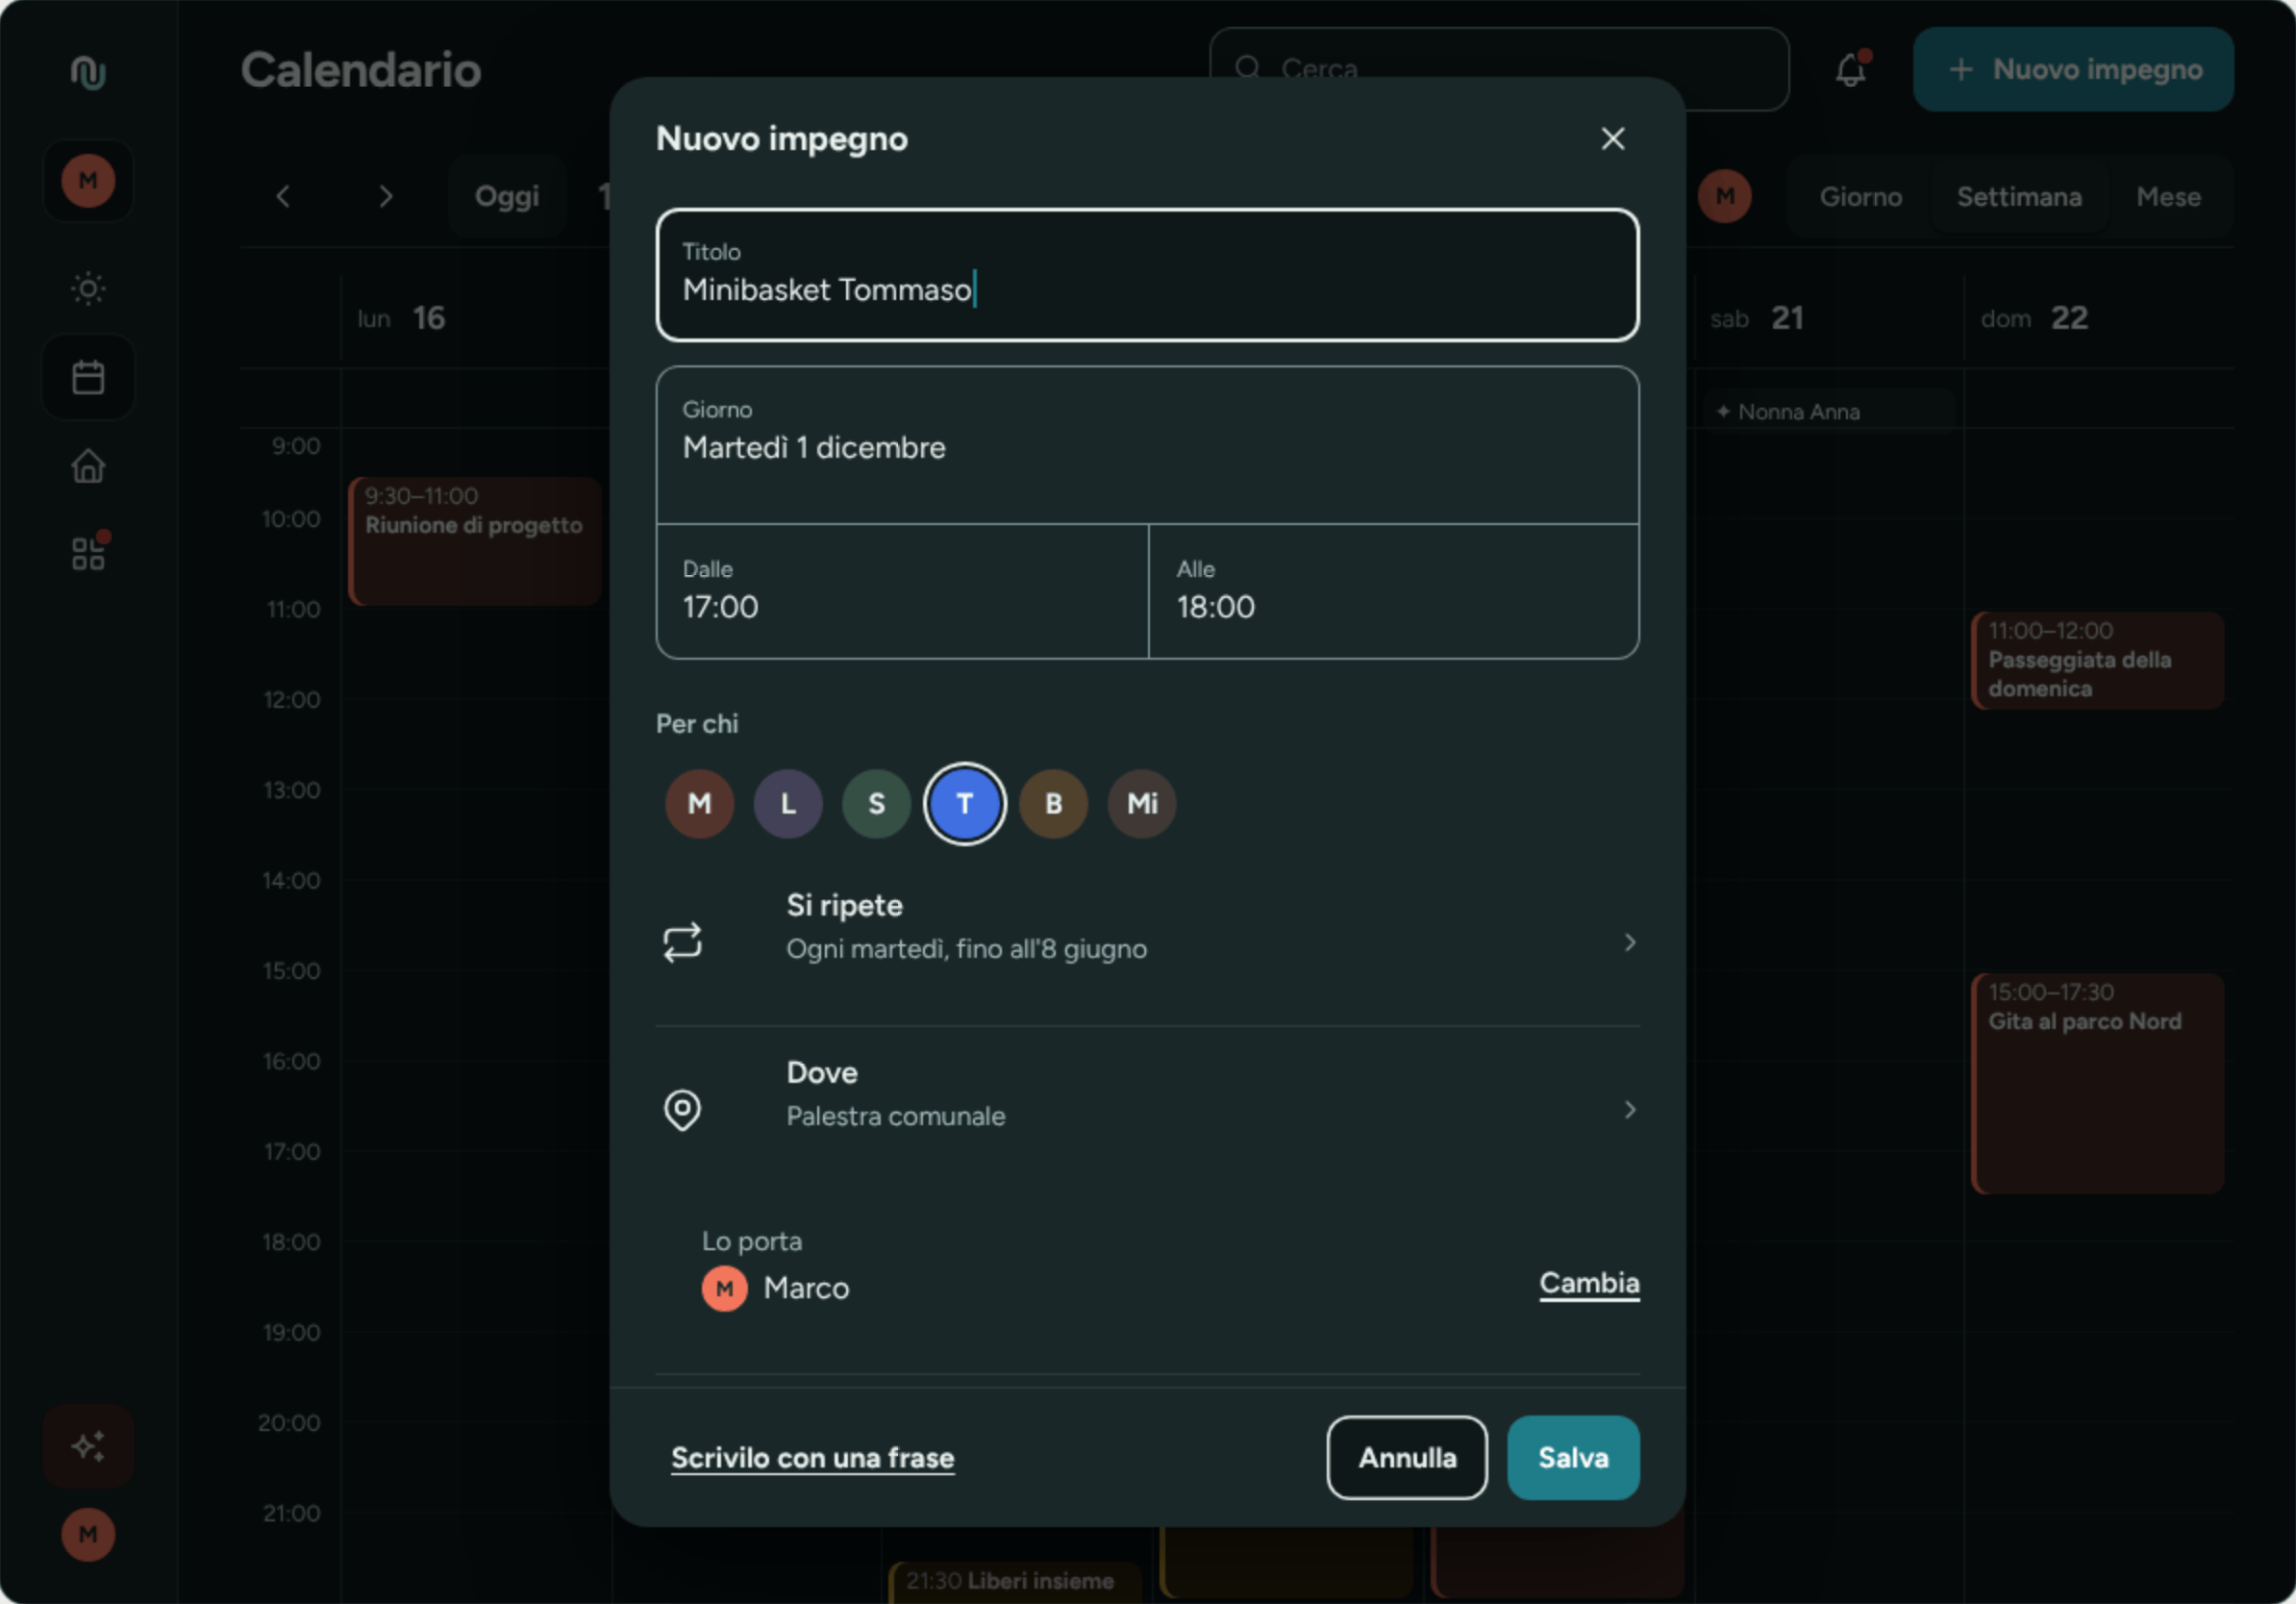 Calendario
Cerca
Nuovo impegno
M
Oggi
M
Giorno
Settimana
Mese
lun 16
sab 21
dom 22
Nonna Anna
9:00
10:00
11:00
12:00
13:00
14:00
15:00
16:00
17:00
18:00
19:00
20:00
21:00
9:30–11:00
Riunione di progetto
11:00–12:00
Passeggiata della
domenica
15:00–17:30
Gita al parco Nord
21:30 Liberi insieme
M
Nuovo impegno
Titolo
Minibasket Tommaso
Giorno
Martedì 1 dicembre
Dalle
17:00
Alle
18:00
Per chi
M L S T B Mi
Si ripete
Ogni martedì, fino all'8 giugno
Dove
Palestra comunale
Lo porta
M Marco
Cambia
Scrivilo con una frase
Annulla
Salva